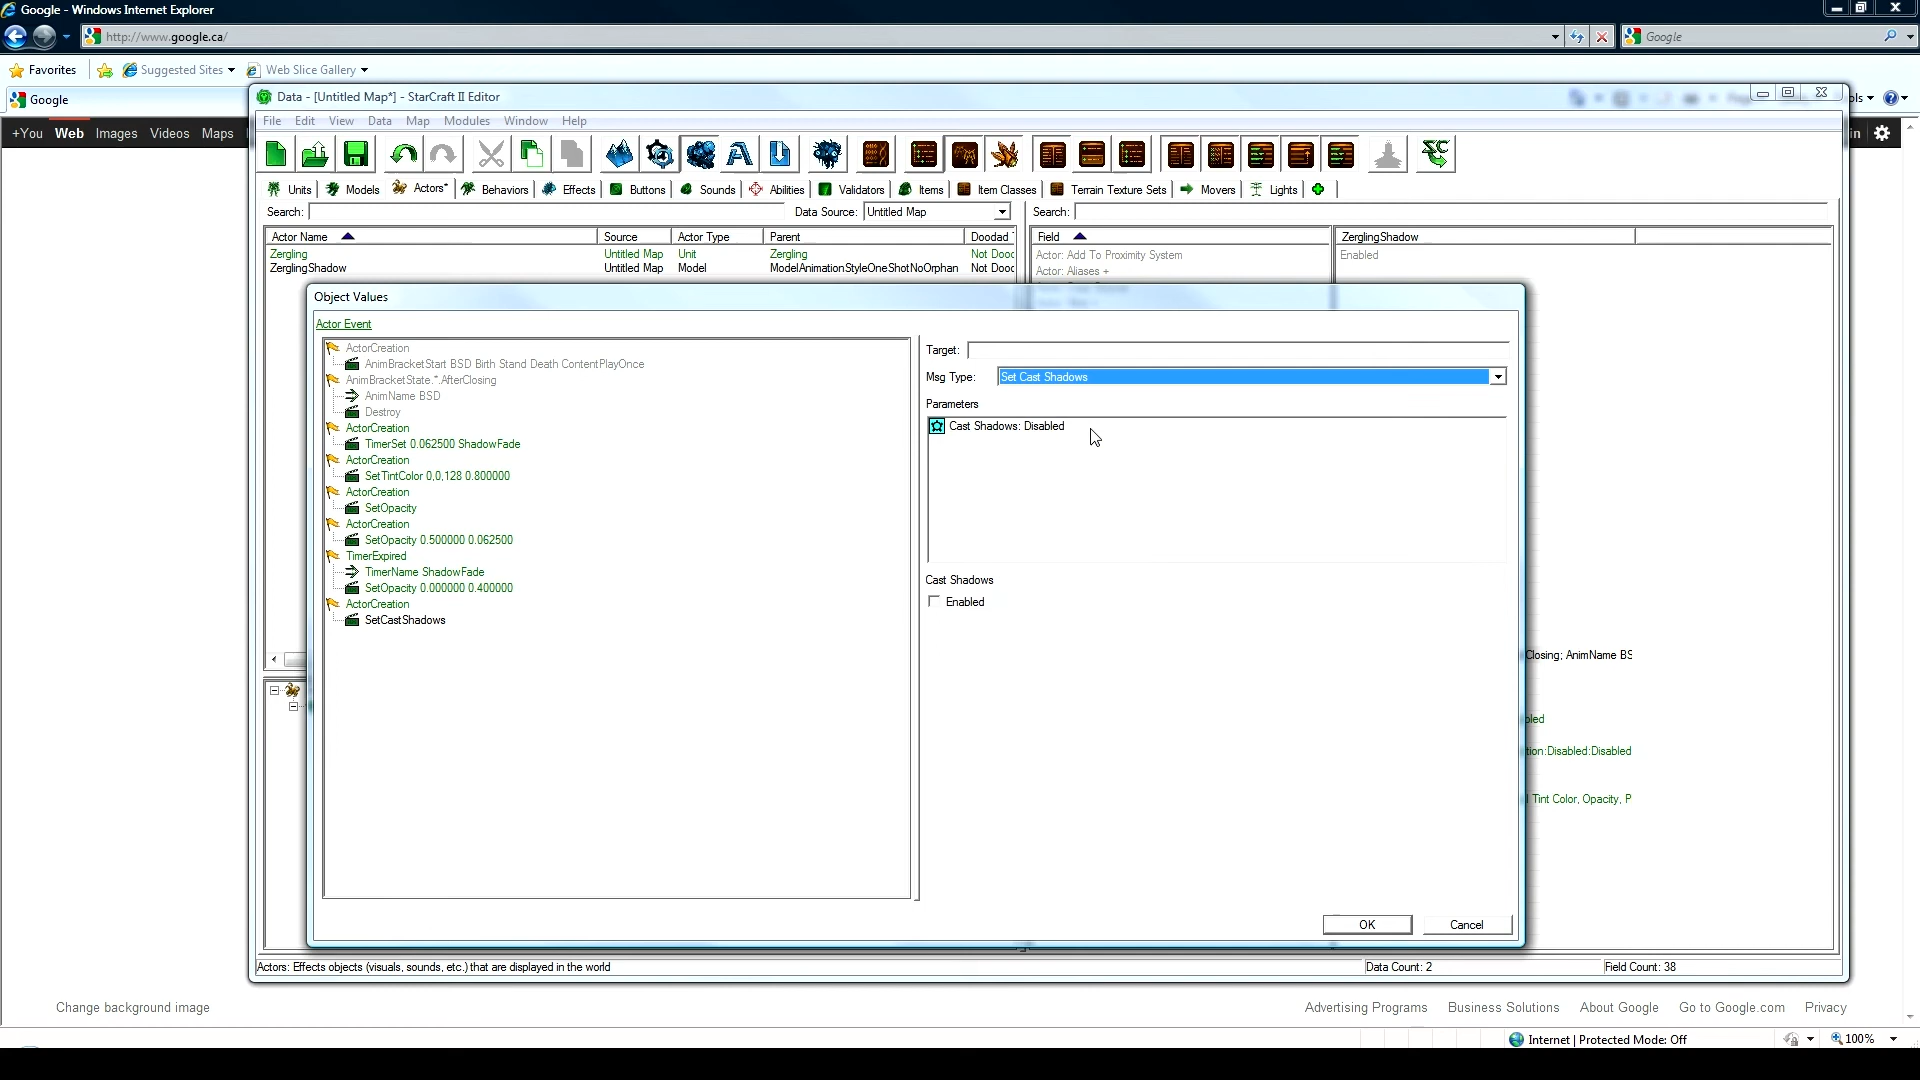 Google - Windows Internet Explorer
http://www.google.ca/
Google
Favorites
Suggested Sites
Web Slice Gallery
Google
+You Web Images Videos Maps
Data - [Untitled Map*] - StarCraft II Editor
File Edit View Data Map Modules Window Help
Units Models Actors* Behaviors Effects Buttons Sounds Abilities Validators Items Item Classes Terrain Texture Sets Movers Lights
Search:
Data Source: Untitled Map
Search:
Actor Name Source Actor Type Parent Doodad
Zergling Untitled Map Unit Zergling Not Dooc
ZerglingShadow Untitled Map Model ModelAnimationStyleOneShotNoOrphan Not Dooc
Field ZerglingShadow
Actor: Add To Proximity System Enabled
Actor: Aliases +
Object Values
Actor Event
ActorCreation
AnimBracketStart BSD Birth Stand Death ContentPlayOnce
AnimBracketState.*.AfterClosing
AnimName BSD
Destroy
ActorCreation
TimerSet 0.062500 ShadowFade
ActorCreation
SetTintColor 0,0,128 0.800000
ActorCreation
SetOpacity
ActorCreation
SetOpacity 0.500000 0.062500
TimerExpired
TimerName ShadowFade
SetOpacity 0.000000 0.400000
ActorCreation
SetCastShadows
Target:
Msg Type: Set Cast Shadows
Parameters
Cast Shadows: Disabled
Cast Shadows
Enabled
OK Cancel
Closing; AnimName BS
bled
tion:Disabled:Disabled
l Tint Color, Opacity, P
Actors: Effects objects (visuals, sounds, etc.) that are displayed in the world
Data Count: 2
Field Count: 38
Change background image
Advertising Programs Business Solutions About Google Go to Google.com Privacy
Internet | Protected Mode: Off
100%